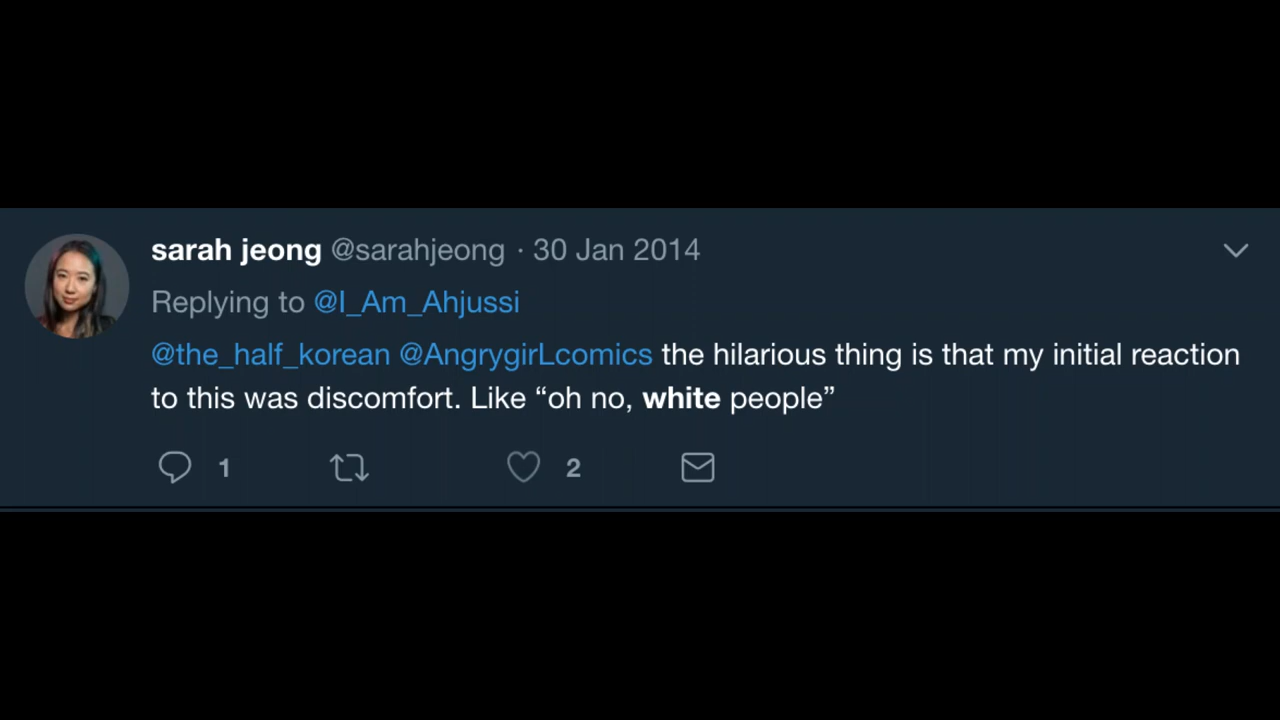 sarah jeong @sarahjeong · 30 Jan 2014
Replying to @I_Am_Ahjussi
@the_half_korean @AngrygirLcomics the hilarious thing is that my initial reaction
to this was discomfort. Like “oh no, white people”
1 2